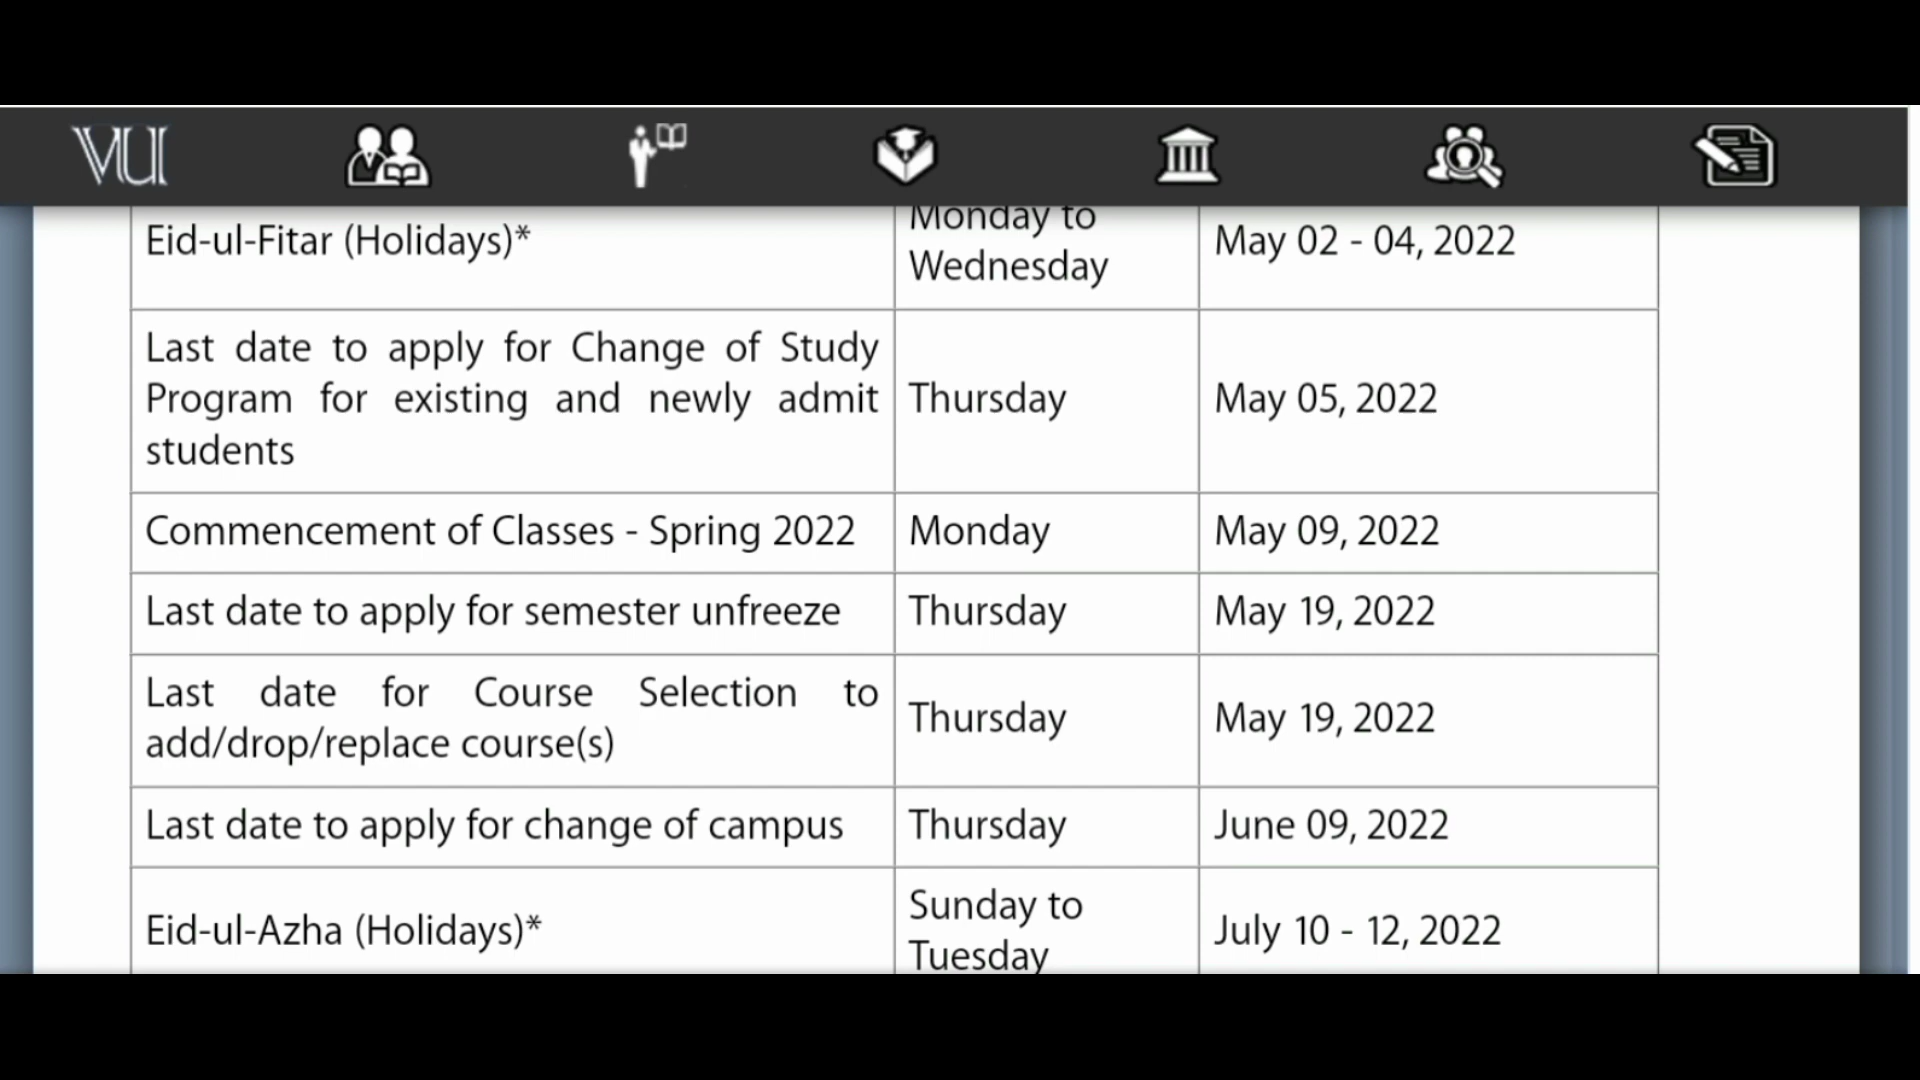 VU
Eid-ul-Fitar (Holidays)*
Monday to
Wednesday
May 02 - 04, 2022
Last date to apply for Change of Study
Program for existing and newly admit
students
Thursday
May 05, 2022
Commencement of Classes - Spring 2022
Monday
May 09, 2022
Last date to apply for semester unfreeze
Thursday
May 19, 2022
Last date for Course Selection to
add/drop/replace course(s)
Thursday
May 19, 2022
Last date to apply for change of campus
Thursday
June 09, 2022
Eid-ul-Azha (Holidays)*
Sunday to
Tuesday
July 10 - 12, 2022